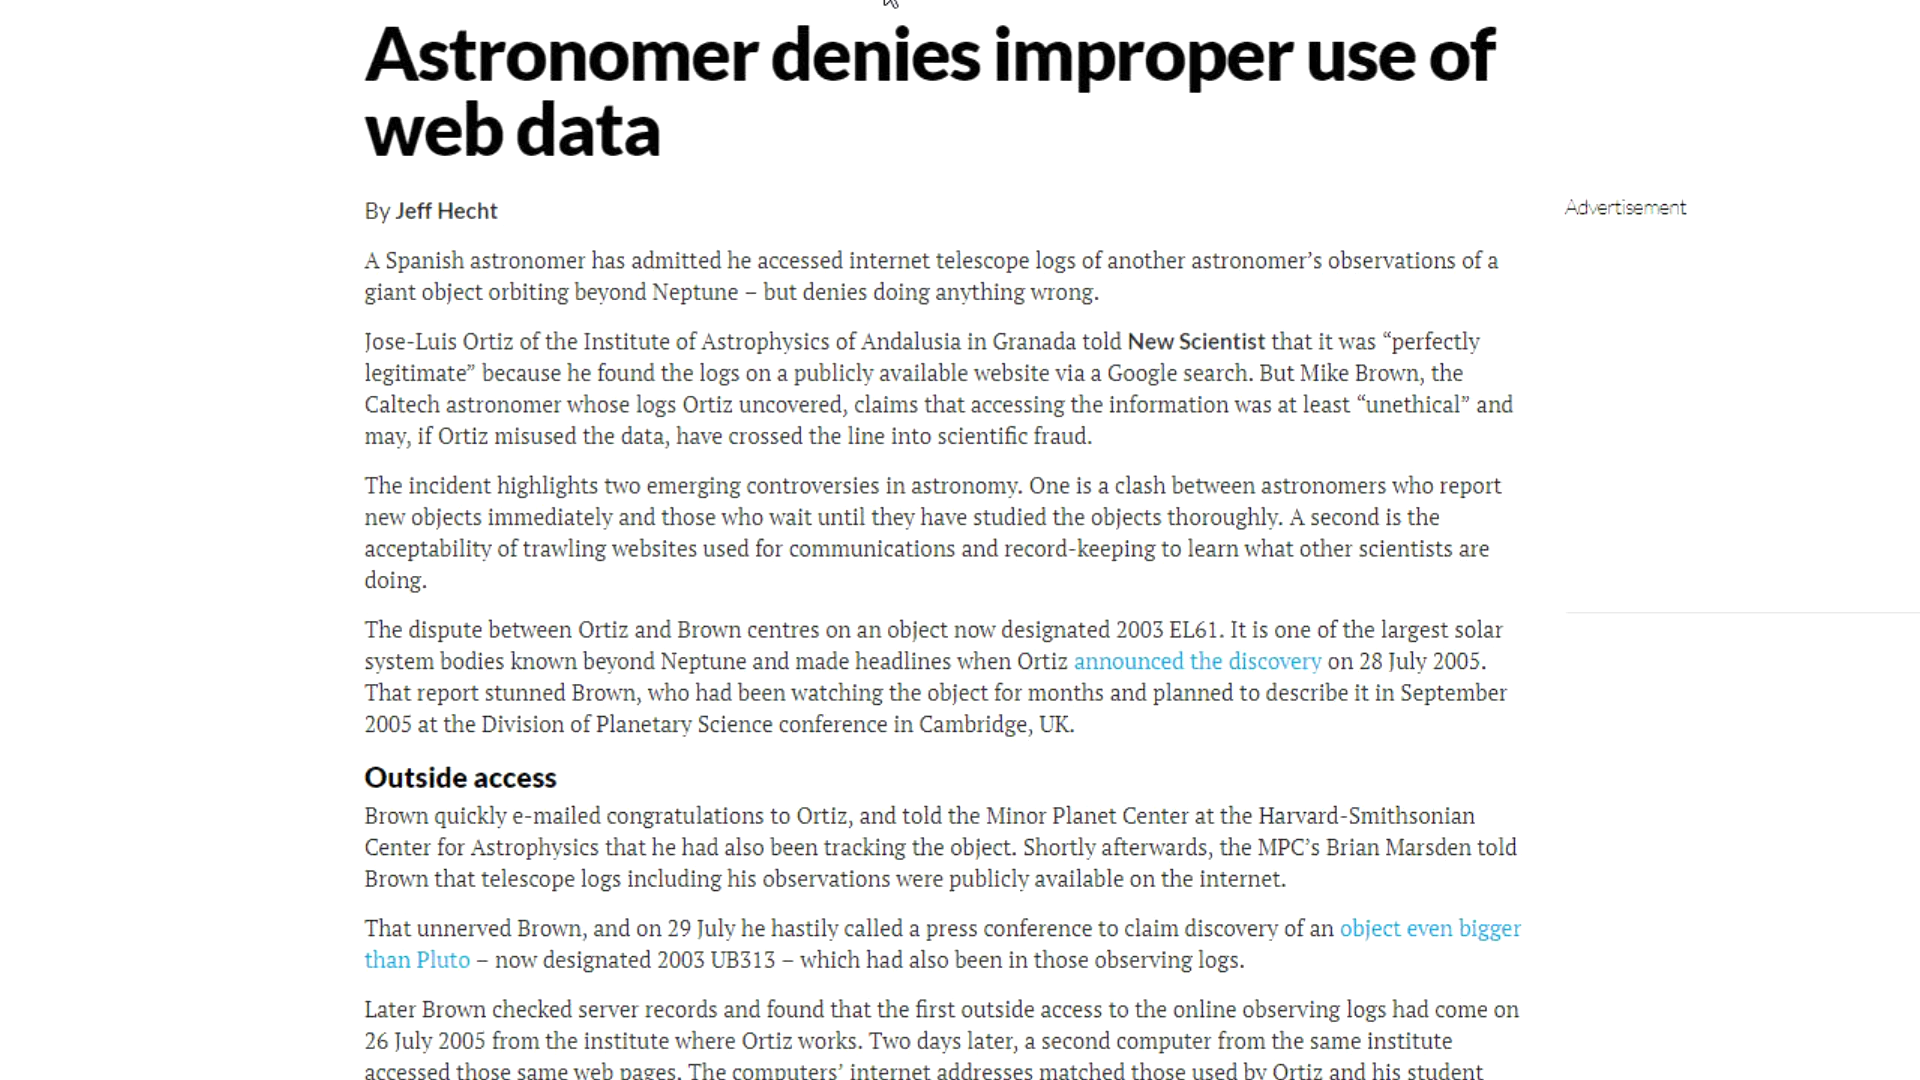 Astronomer denies improper use of
web data
By Jeff Hecht
Advertisement
A Spanish astronomer has admitted he accessed internet telescope logs of another astronomer’s observations of a
giant object orbiting beyond Neptune – but denies doing anything wrong.
Jose-Luis Ortiz of the Institute of Astrophysics of Andalusia in Granada told New Scientist that it was “perfectly
legitimate” because he found the logs on a publicly available website via a Google search. But Mike Brown, the
Caltech astronomer whose logs Ortiz uncovered, claims that accessing the information was at least “unethical” and
may, if Ortiz misused the data, have crossed the line into scientific fraud.
The incident highlights two emerging controversies in astronomy. One is a clash between astronomers who report
new objects immediately and those who wait until they have studied the objects thoroughly. A second is the
acceptability of trawling websites used for communications and record-keeping to learn what other scientists are
doing.
The dispute between Ortiz and Brown centres on an object now designated 2003 EL61. It is one of the largest solar
system bodies known beyond Neptune and made headlines when Ortiz announced the discovery on 28 July 2005.
That report stunned Brown, who had been watching the object for months and planned to describe it in September
2005 at the Division of Planetary Science conference in Cambridge, UK.
Outside access
Brown quickly e-mailed congratulations to Ortiz, and told the Minor Planet Center at the Harvard-Smithsonian
Center for Astrophysics that he had also been tracking the object. Shortly afterwards, the MPC’s Brian Marsden told
Brown that telescope logs including his observations were publicly available on the internet.
That unnerved Brown, and on 29 July he hastily called a press conference to claim discovery of an object even bigger
than Pluto – now designated 2003 UB313 – which had also been in those observing logs.
Later Brown checked server records and found that the first outside access to the online observing logs had come on
26 July 2005 from the institute where Ortiz works. Two days later, a second computer from the same institute
accessed those same web pages. The computers’ internet addresses matched those used by Ortiz and his student